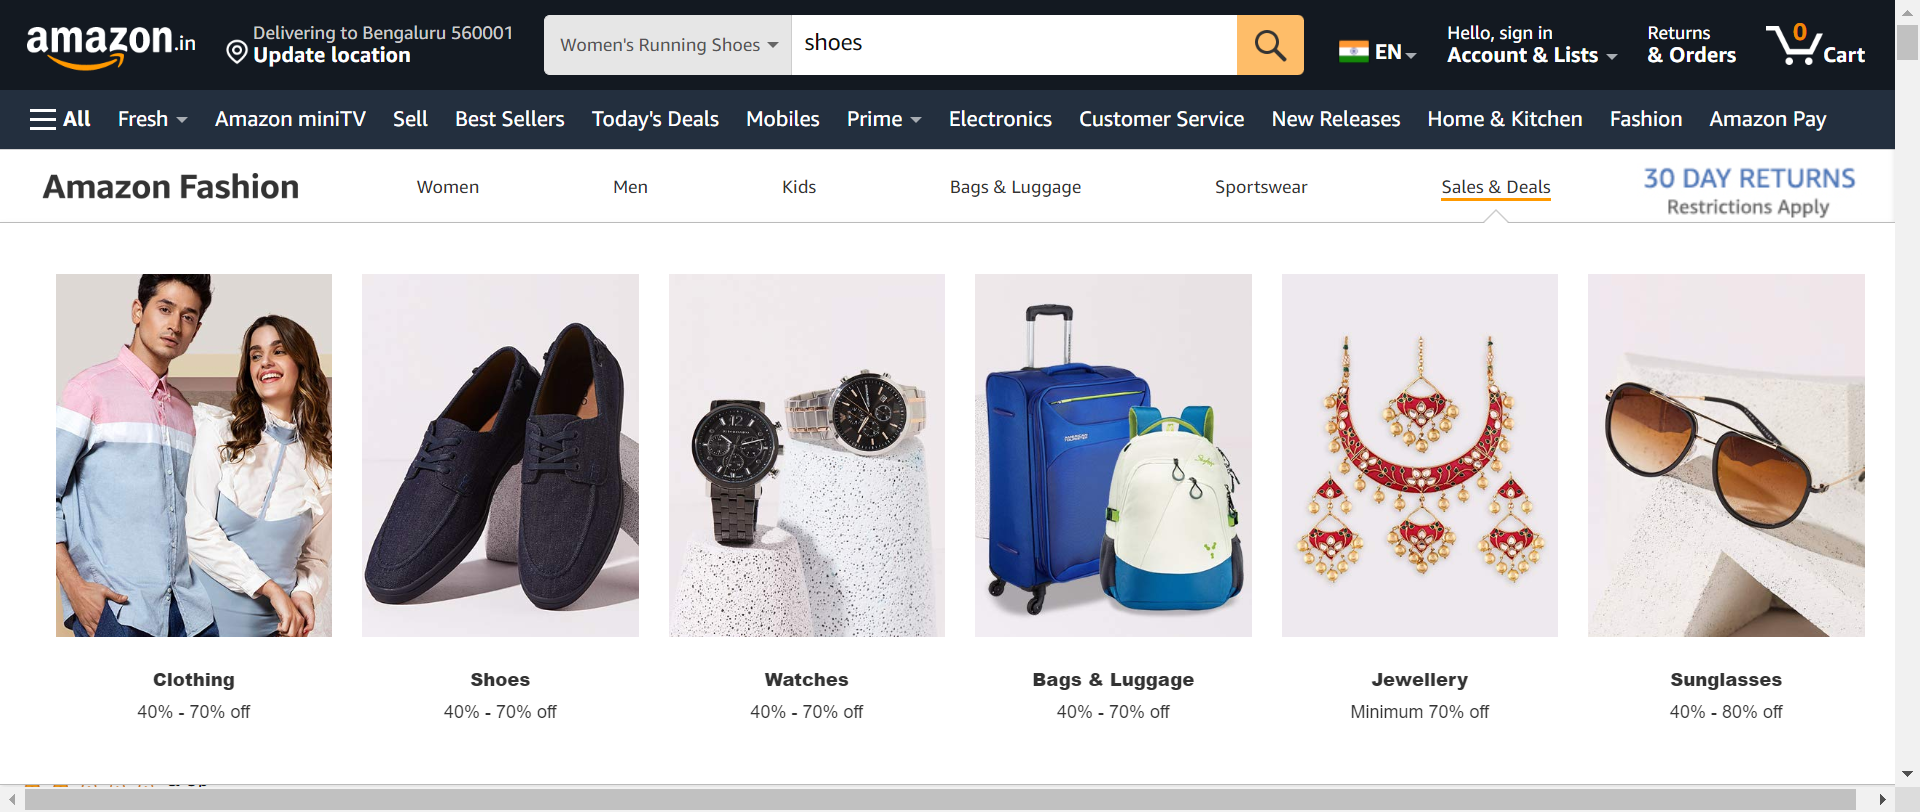 amazon.in
Delivering to Bengaluru 560001
Update location
Women's Running Shoes
shoes
EN
Hello, sign in
Account & Lists
Returns
& Orders
0
Cart
All
Fresh
Amazon miniTV
Sell
Best Sellers
Today's Deals
Mobiles
Prime
Electronics
Customer Service
New Releases
Home & Kitchen
Fashion
Amazon Pay
Amazon Fashion
Women
Men
Kids
Bags & Luggage
Sportswear
Sales & Deals
30 DAY RETURNS
Restrictions Apply
Clothing
40% - 70% off
Shoes
40% - 70% off
Watches
40% - 70% off
Bags & Luggage
40% - 70% off
Jewellery
Minimum 70% off
Sunglasses
40% - 80% off